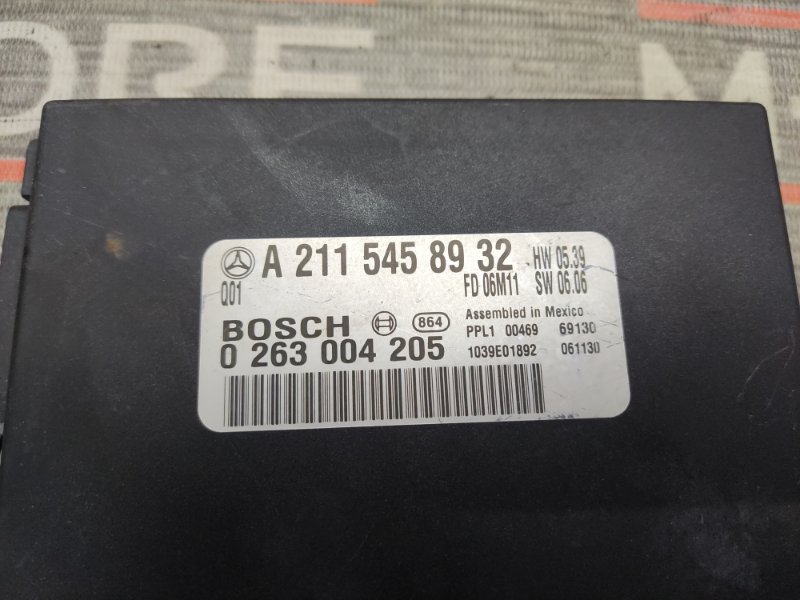 ORE M
A 211 545 89 32 HW 05.39
Q01 FD 06M11 SW 06.06
BOSCH 864 Assembled in Mexico
PPL1 00469 69130
0 263 004 205 1039E01892 061130